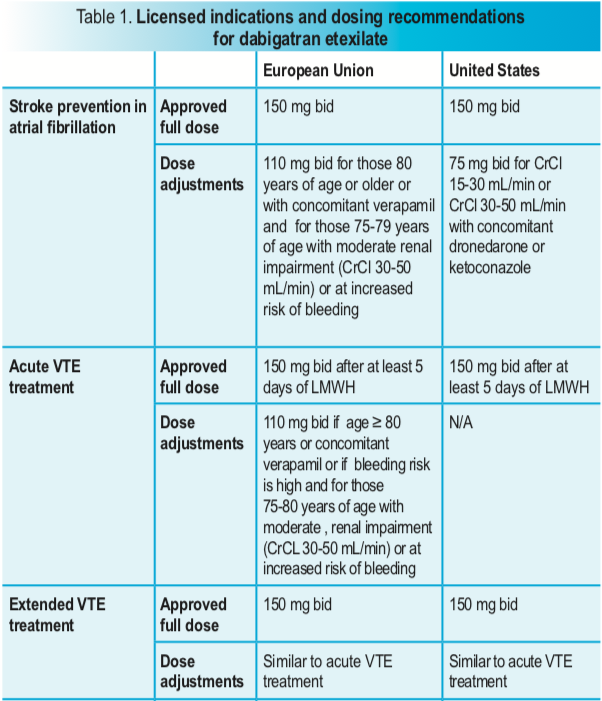 Table 1. Licensed indications and dosing recommendations
for dabigatran etexilate
European Union
United States
Stroke prevention in
atrial fibrillation
Approved
full dose
150 mg bid
150 mg bid
Dose
adjustments
110 mg bid for those 80
years of age or older or
with concomitant verapamil
and for those 75-79 years
of age with moderate renal
impairment (CrCl 30-50
mL/min) or at increased
risk of bleeding
75 mg bid for CrCl
15-30 mL/min or
CrCl 30-50 mL/min
with concomitant
dronedarone or
ketoconazole
Acute VTE
treatment
Approved
full dose
150 mg bid after at least 5
days of LMWH
150 mg bid after at
least 5 days of LMWH
Dose
adjustments
110 mg bid if age ≥ 80
years or concomitant
verapamil or if bleeding risk
is high and for those
75-80 years of age with
moderate , renal impairment
(CrCL 30-50 mL/min) or at
increased risk of bleeding
N/A
Extended VTE
treatment
Approved
full dose
150 mg bid
150 mg bid
Dose
adjustments
Similar to acute VTE
treatment
Similar to acute VTE
treatment